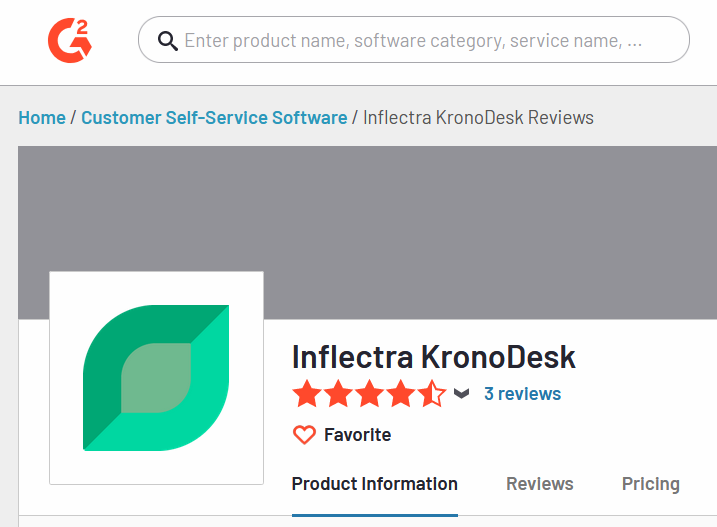 G2
Enter product name, software category, service name, ...
Home / Customer Self-Service Software / Inflectra KronoDesk Reviews
Inflectra KronoDesk
3 reviews
Favorite
Product Information Reviews Pricing